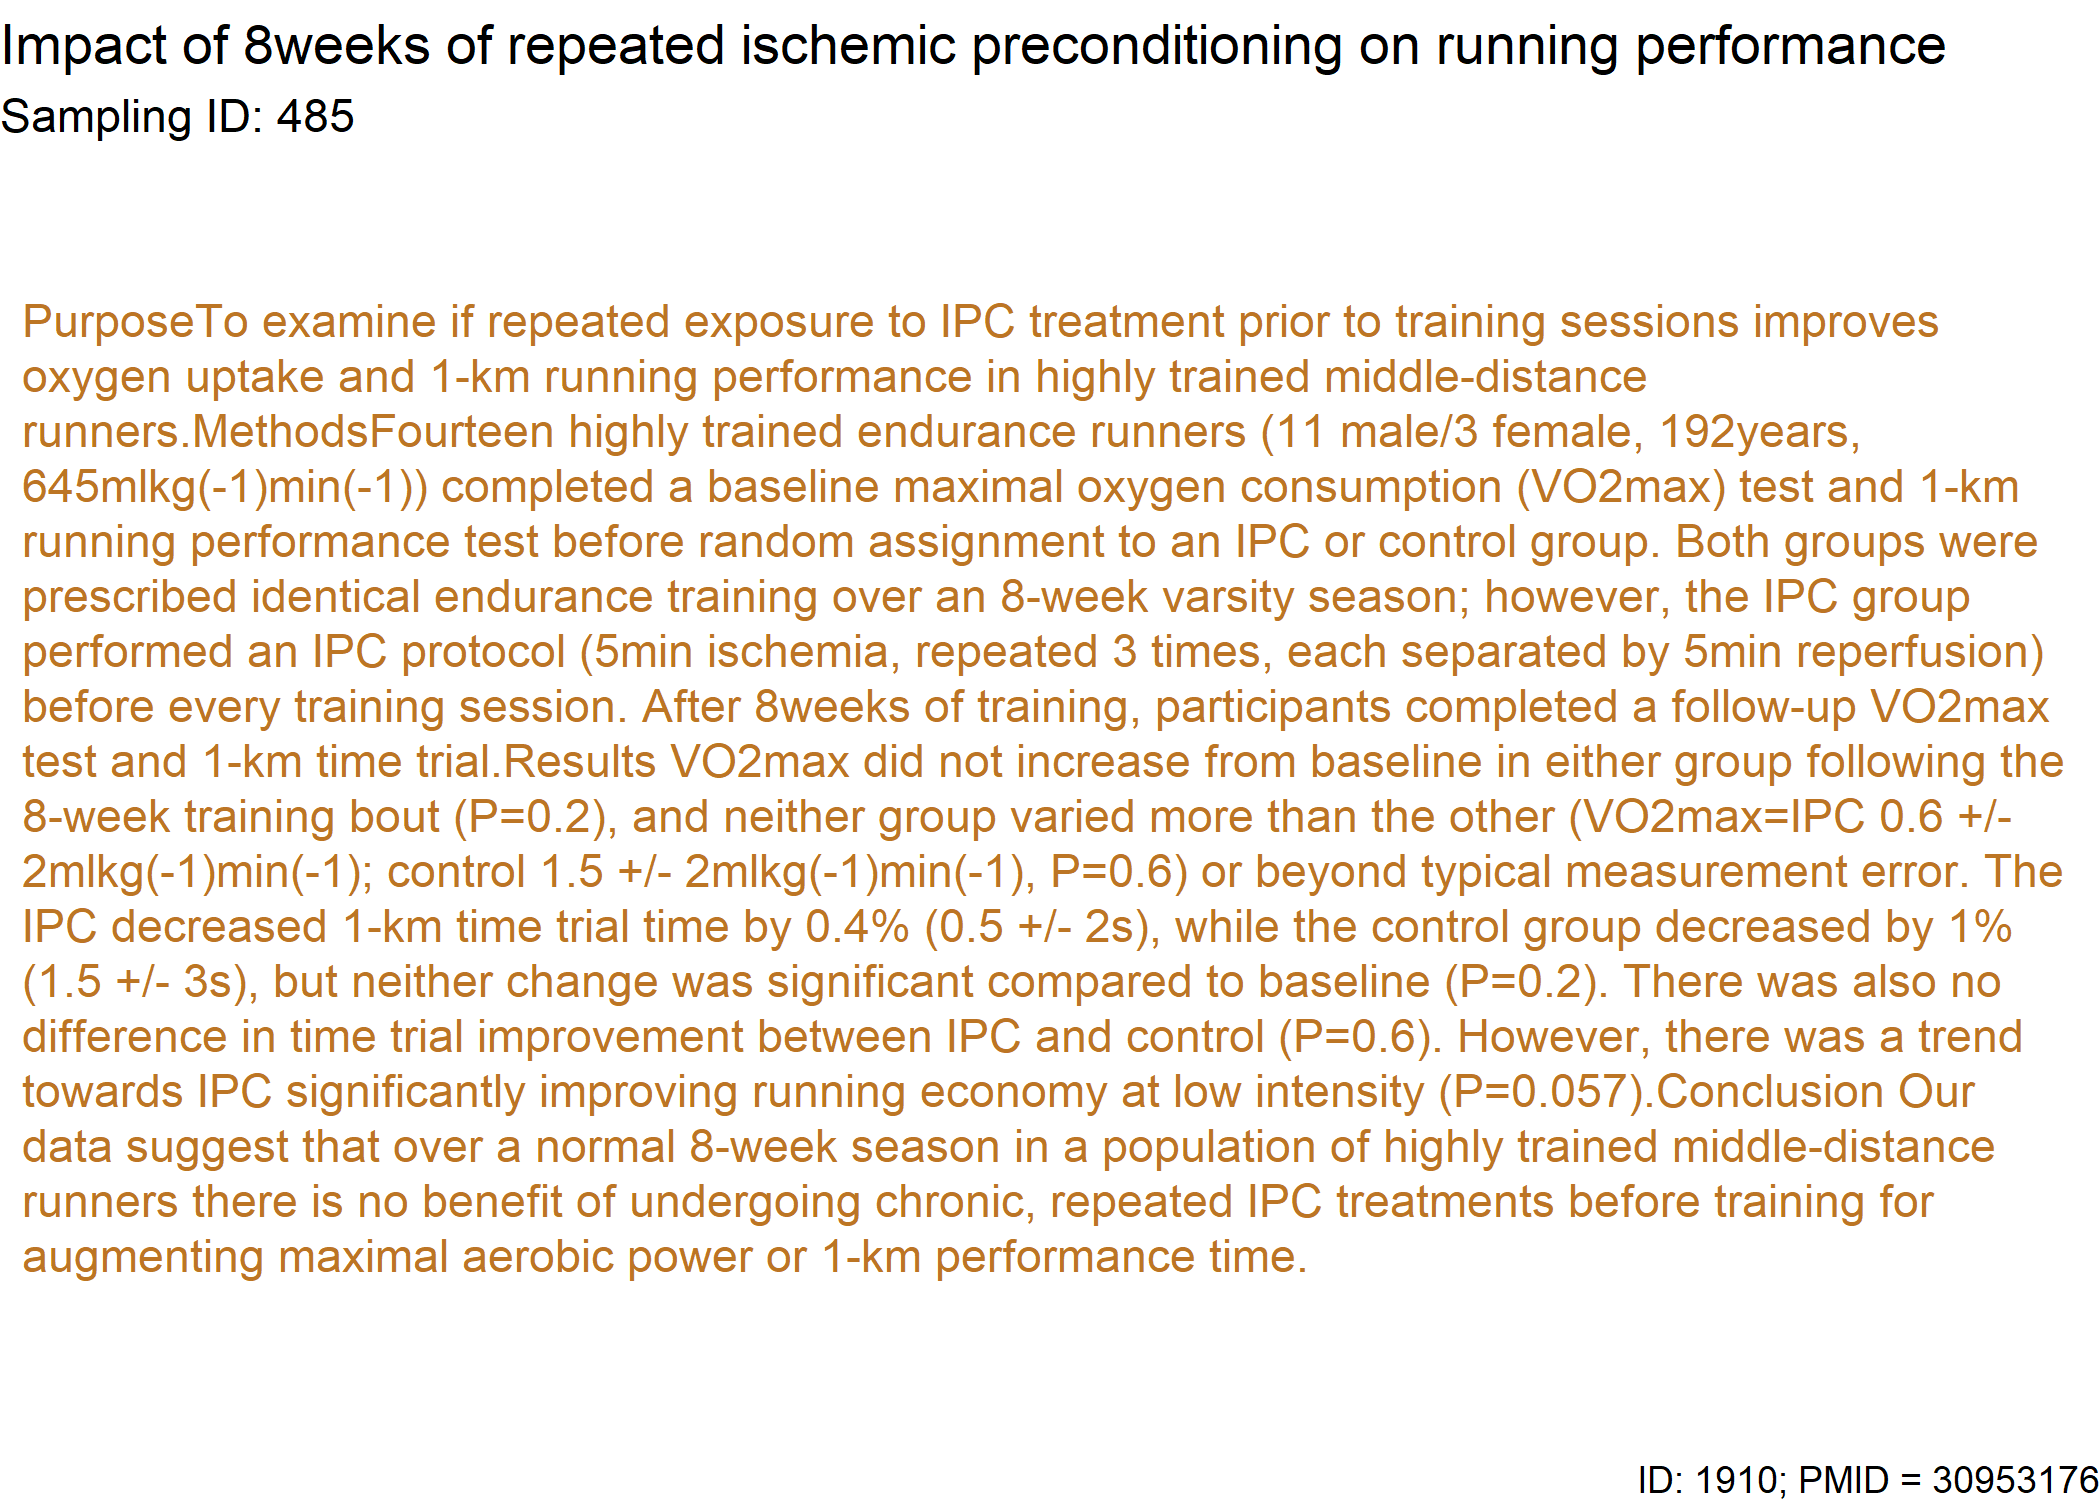 Impact of 8weeks of repeated ischemic preconditioning on running performance
Sampling ID: 485
PurposeTo examine if repeated exposure to IPC treatment prior to training sessions improves
oxygen uptake and 1-km running performance in highly trained middle-distance
runners.MethodsFourteen highly trained endurance runners (11 male/3 female, 192years,
645mlkg(-1)min(-1)) completed a baseline maximal oxygen consumption (VO2max) test and 1-km
running performance test before random assignment to an IPC or control group. Both groups were
prescribed identical endurance training over an 8-week varsity season; however, the IPC group
performed an IPC protocol (5min ischemia, repeated 3 times, each separated by 5min reperfusion)
before every training session. After 8weeks of training, participants completed a follow-up VO2max
test and 1-km time trial.Results VO2max did not increase from baseline in either group following the
8-week training bout (P=0.2), and neither group varied more than the other (VO2max=IPC 0.6 +/-
2mlkg(-1)min(-1); control 1.5 +/- 2mlkg(-1)min(-1), P=0.6) or beyond typical measurement error. The
IPC decreased 1-km time trial time by 0.4% (0.5 +/- 2s), while the control group decreased by 1%
(1.5 +/- 3s), but neither change was significant compared to baseline (P=0.2). There was also no
difference in time trial improvement between IPC and control (P=0.6). However, there was a trend
towards IPC significantly improving running economy at low intensity (P=0.057).Conclusion Our
data suggest that over a normal 8-week season in a population of highly trained middle-distance
runners there is no benefit of undergoing chronic, repeated IPC treatments before training for
augmenting maximal aerobic power or 1-km performance time.
ID: 1910; PMID = 30953176